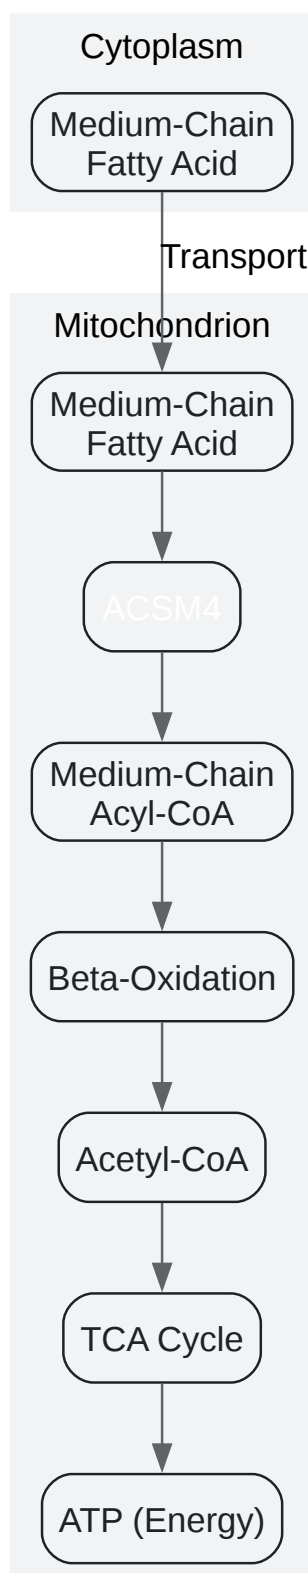 Cytoplasm
Medium-Chain
Fatty Acid
Transport
Mitochondrion
Medium-Chain
Fatty Acid
ACSM4
Medium-Chain
Acyl-CoA
Beta-Oxidation
Acetyl-CoA
TCA Cycle
ATP (Energy)